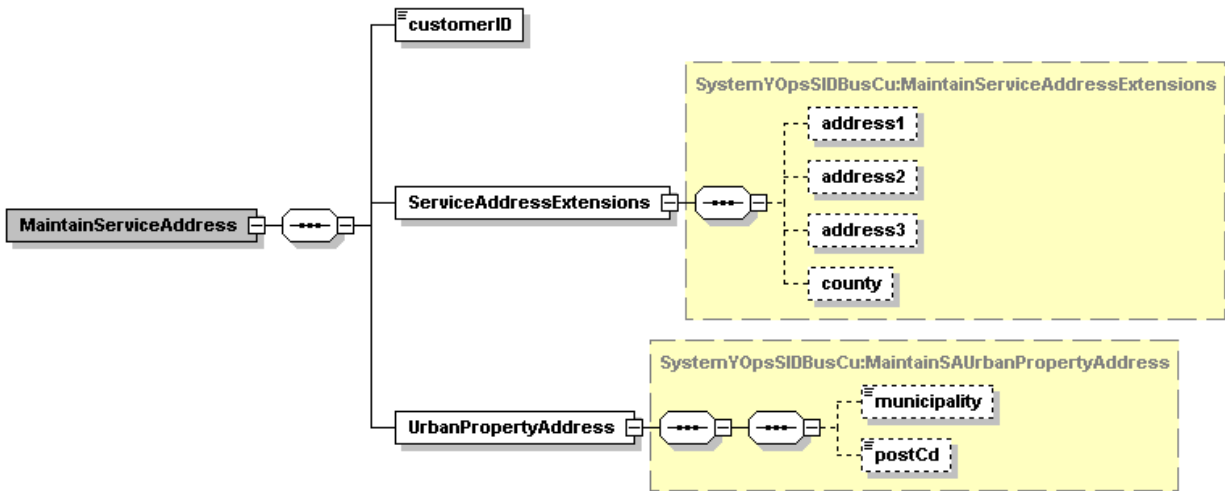 customerID
SystemYOpsSIDBusCu:MaintainServiceAddressExtensions
address1
address2
ServiceAddressExtensions
MaintainServiceAddress
address3
county
SystemYOpsSIDBusCu:MaintainSAUrbanPropertyAddress
municipality
UrbanPropertyAddress
postCd